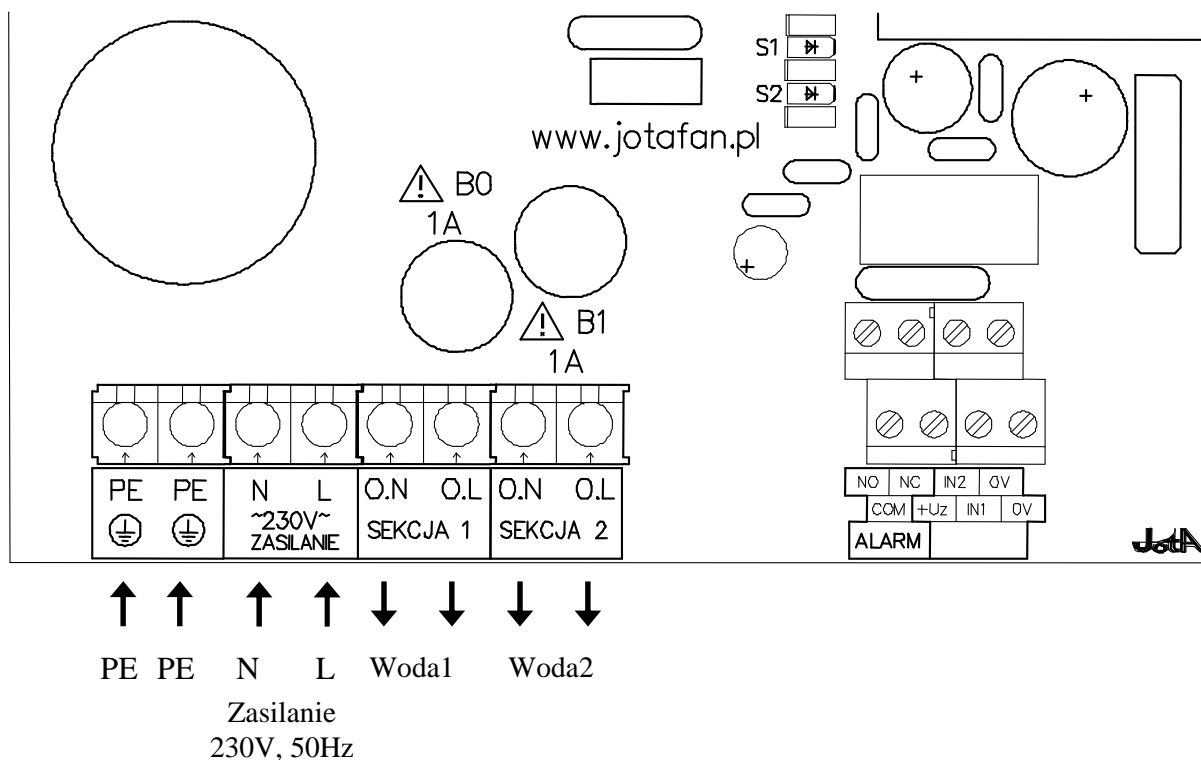 S1
S2
www.jotafan.pl
B0
1A
B1
1A
PE PE N L O.N O.L O.N O.L
~230V~
ZASILANIE
SEKCJA 1 SEKCJA 2
NO NC IN2 0V
COM +Uz IN1 0V
ALARM
JotA
PE PE N L Woda1 Woda2
Zasilanie
230V, 50Hz